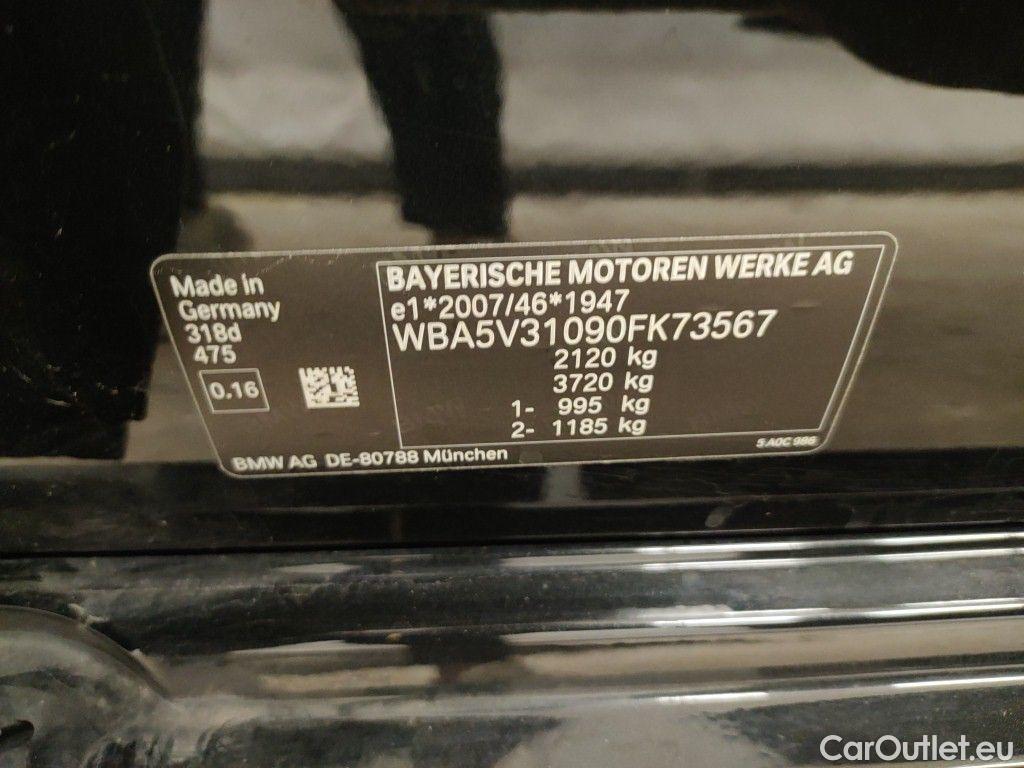 Made in
Germany
318d
475
0.16
BAYERISCHE MOTOREN WERKE AG
e1*2007/46*1947
WBA5V31090FK73567
2120 kg
3720 kg
1- 995 kg
2- 1185 kg
5 A0C 986
BMW AG DE-80788 München
CarOutlet.eu